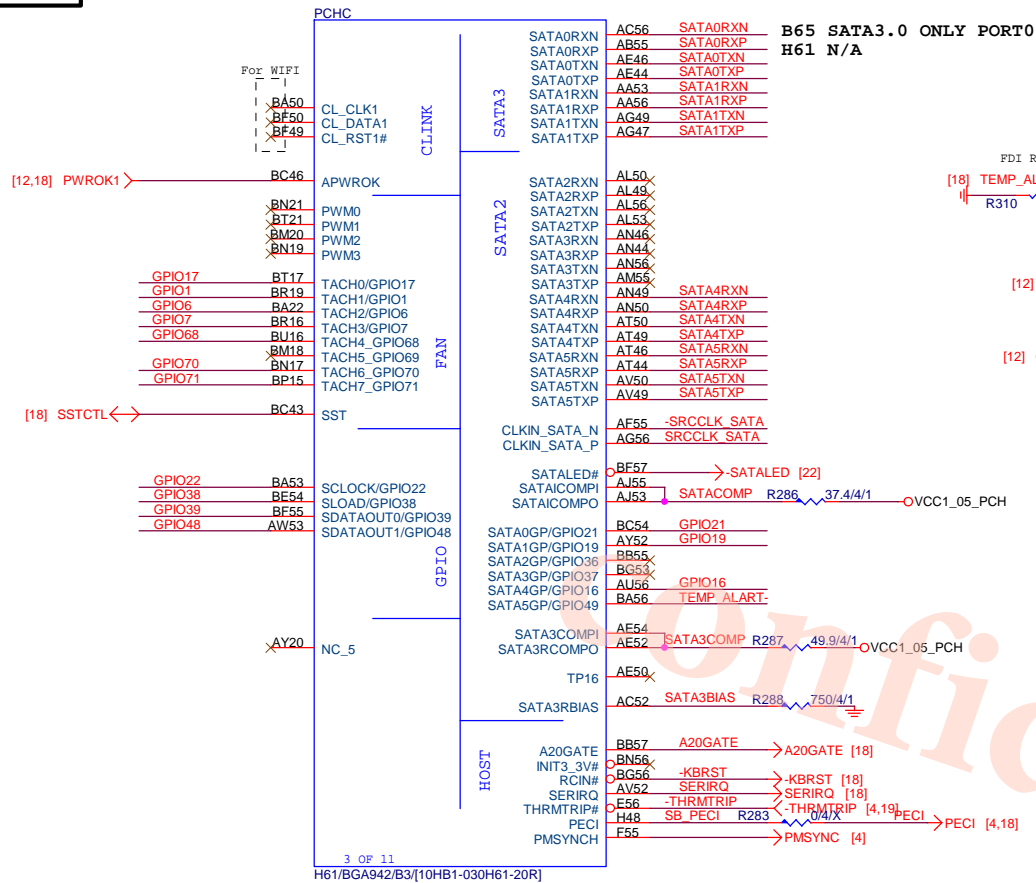 PCHC
For WIFI
BA50 CL_CLK1
BF50 CL_DATA1
BF49 CL_RST1#
[12,18] PWROK1 BC46 APWROK
BN21 PWM0
BT21 PWM1
BM20 PWM2
BN19 PWM3
GPIO17 BT17 TACH0/GPIO17
GPIO1 BR19 TACH1/GPIO1
GPIO6 BA22 TACH2/GPIO6
GPIO7 BR16 TACH3/GPIO7
GPIO68 BU16 TACH4_GPIO68
BM18 TACH5_GPIO69
GPIO70 BN17 TACH6_GPIO70
GPIO71 BP15 TACH7_GPIO71
[18] SSTCTL BC43 SST
GPIO22 BA53 SCLOCK/GPIO22
GPIO38 BE54 SLOAD/GPIO38
GPIO39 BF55 SDATAOUT0/GPIO39
GPIO48 AW53 SDATAOUT1/GPIO48
AY20 NC_5
CLINK
FAN
GPIO
SATA3
SATA2
HOST
SATA0RXN AC56 SATA0RXN
SATA0RXP AB55 SATA0RXP
SATA0TXN AE46 SATA0TXN
SATA0TXP AE44 SATA0TXP
SATA1RXN AA53 SATA1RXN
SATA1RXP AA56 SATA1RXP
SATA1TXN AG49 SATA1TXN
SATA1TXP AG47 SATA1TXP
B65 SATA3.0 ONLY PORT0
H61 N/A
SATA2RXN AL50
SATA2RXP AL49
SATA2TXN AL56
SATA2TXP AL53
SATA3RXN AN46
SATA3RXP AN44
SATA3TXN AN56
SATA3TXP AM55
SATA4RXN AN49 SATA4RXN
SATA4RXP AN50 SATA4RXP
SATA4TXN AT50 SATA4TXN
SATA4TXP AT49 SATA4TXP
SATA5RXN AT46 SATA5RXN
SATA5RXP AT44 SATA5RXP
SATA5TXN AV50 SATA5TXN
SATA5TXP AV49 SATA5TXP
CLKIN_SATA_N AF55 -SRCCLK_SATA
CLKIN_SATA_P AG56 SRCCLK_SATA
SATALED# BF57 -SATALED [22]
SATAICOMPI AJ55
SATAICOMPO AJ53 SATACOMP R286 37.4/4/1 VCC1_05_PCH
SATA0GP/GPIO21 BC54 GPIO21
SATA1GP/GPIO19 AY52 GPIO19
SATA2GP/GPIO36 BB55
SATA3GP/GPIO37 BG53
SATA4GP/GPIO16 AU56 GPIO16
SATA5GP/GPIO49 BA56 TEMP_ALART-
SATA3COMPI AE54
SATA3RCOMPO AE52 SATA3COMP R287 49.9/4/1 VCC1_05_PCH
TP16 AE50
SATA3RBIAS AC52 SATA3BIAS R288 750/4/1
A20GATE BB57 A20GATE A20GATE [18]
INIT3_3V# BN56
RCIN# BG56 -KBRST -KBRST [18]
SERIRQ AV52 SERIRQ SERIRQ [18]
THRMTRIP# E56 -THRMTRIP -THRMTRIP [4,19]
PECI H48 SB_PECI R283 0/4/X PECI PECI [4,18]
PMSYNCH F55 PMSYNC [4]
3 OF 11
H61/BGA942/B3/[10HB1-030H61-20R]
FDI R
[18] TEMP_AL
R310
[12]
[12]
Confid